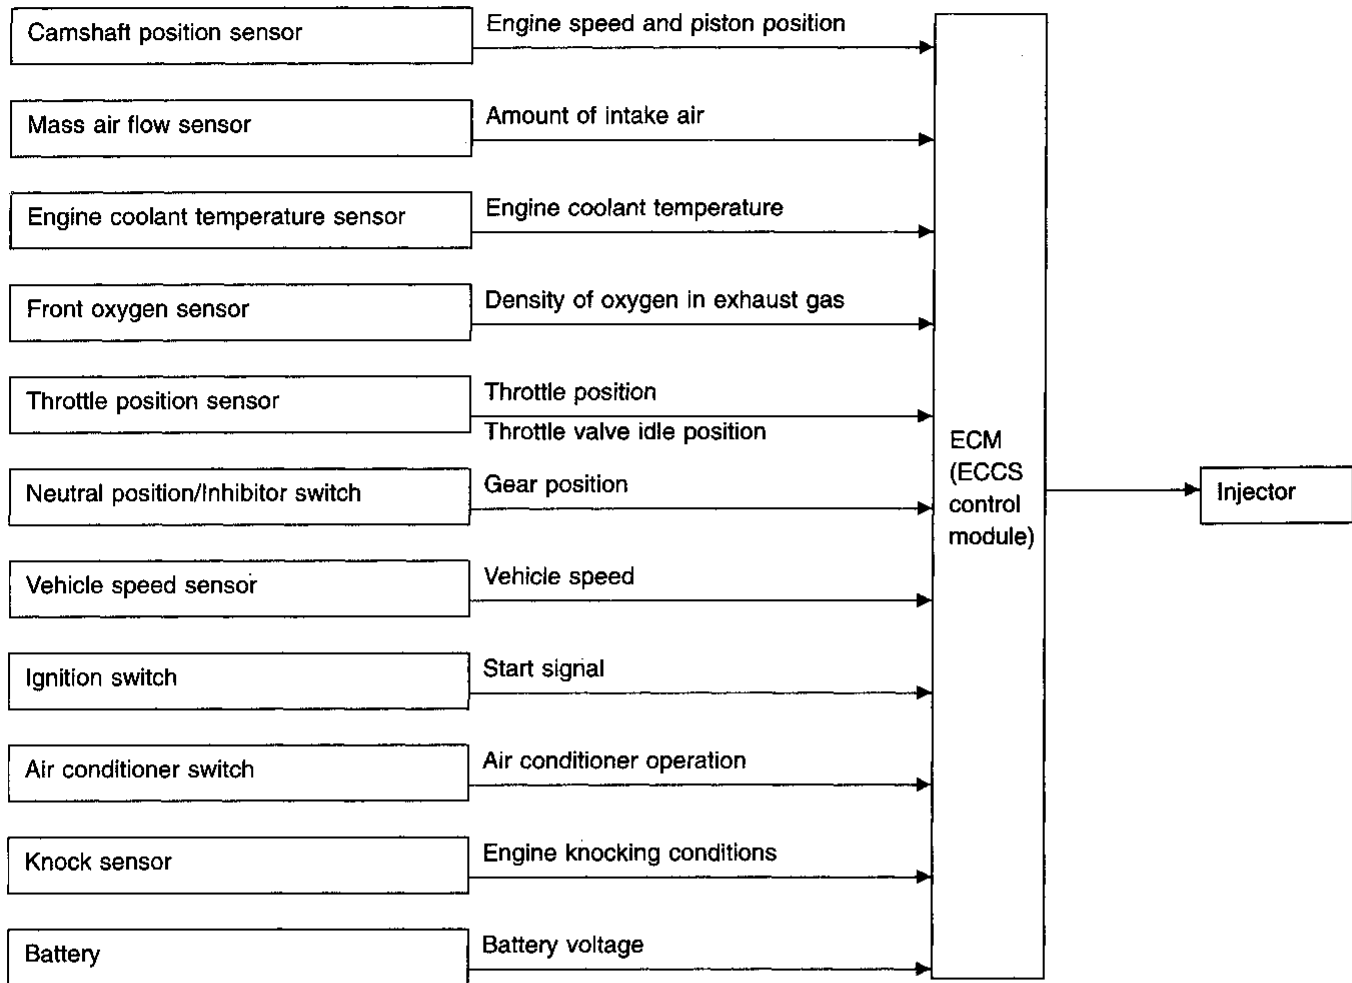 Camshaft position sensor
Engine speed and piston position
Mass air flow sensor
Amount of intake air
Engine coolant temperature sensor
Engine coolant temperature
Front oxygen sensor
Density of oxygen in exhaust gas
Throttle position sensor
Throttle position
Throttle valve idle position
Neutral position/Inhibitor switch
Gear position
Vehicle speed sensor
Vehicle speed
Ignition switch
Start signal
Air conditioner switch
Air conditioner operation
Knock sensor
Engine knocking conditions
Battery
Battery voltage
ECM
(ECCS
control
module)
Injector